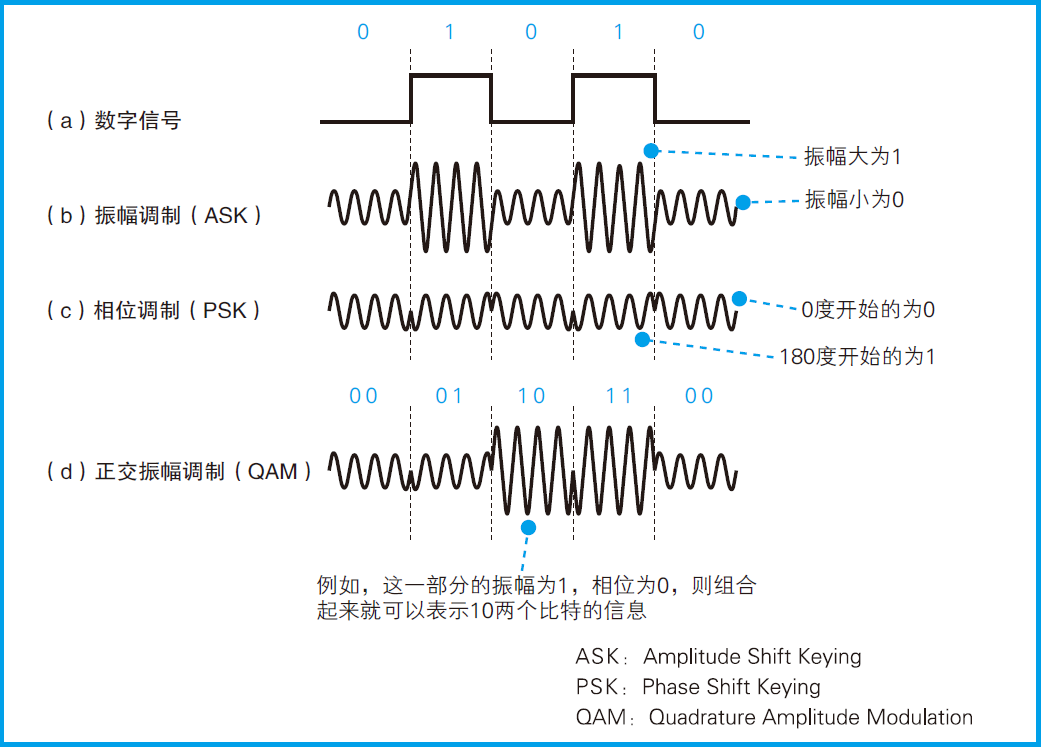 0 1 0 1 0
(a)数字信号
振幅大为1
(b)振幅调制(ASK)
振幅小为0
(c)相位调制(PSK)
0度开始的为0
180度开始的为1
00 01 10 11 00
(d)正交振幅调制(QAM)
例如，这一部分的振幅为1，相位为0，则组合
起来就可以表示10两个比特的信息
ASK：Amplitude Shift Keying
PSK：Phase Shift Keying
QAM：Quadrature Amplitude Modulation